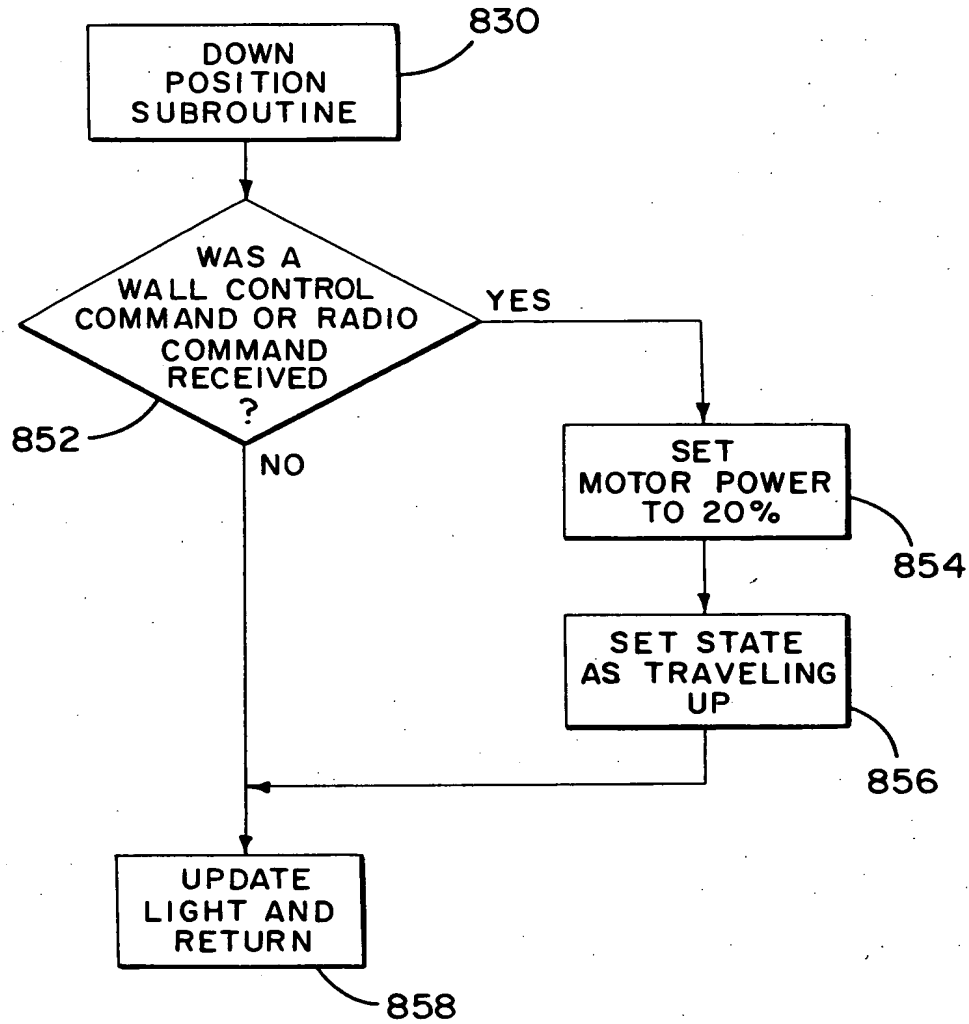 830
DOWN
POSITION
SUBROUTINE
WAS A
WALL CONTROL
COMMAND OR RADIO
COMMAND
RECEIVED
?
YES
852
NO
SET
MOTOR POWER
TO 20%
854
SET STATE
AS TRAVELING
UP
856
UPDATE
LIGHT AND
RETURN
858